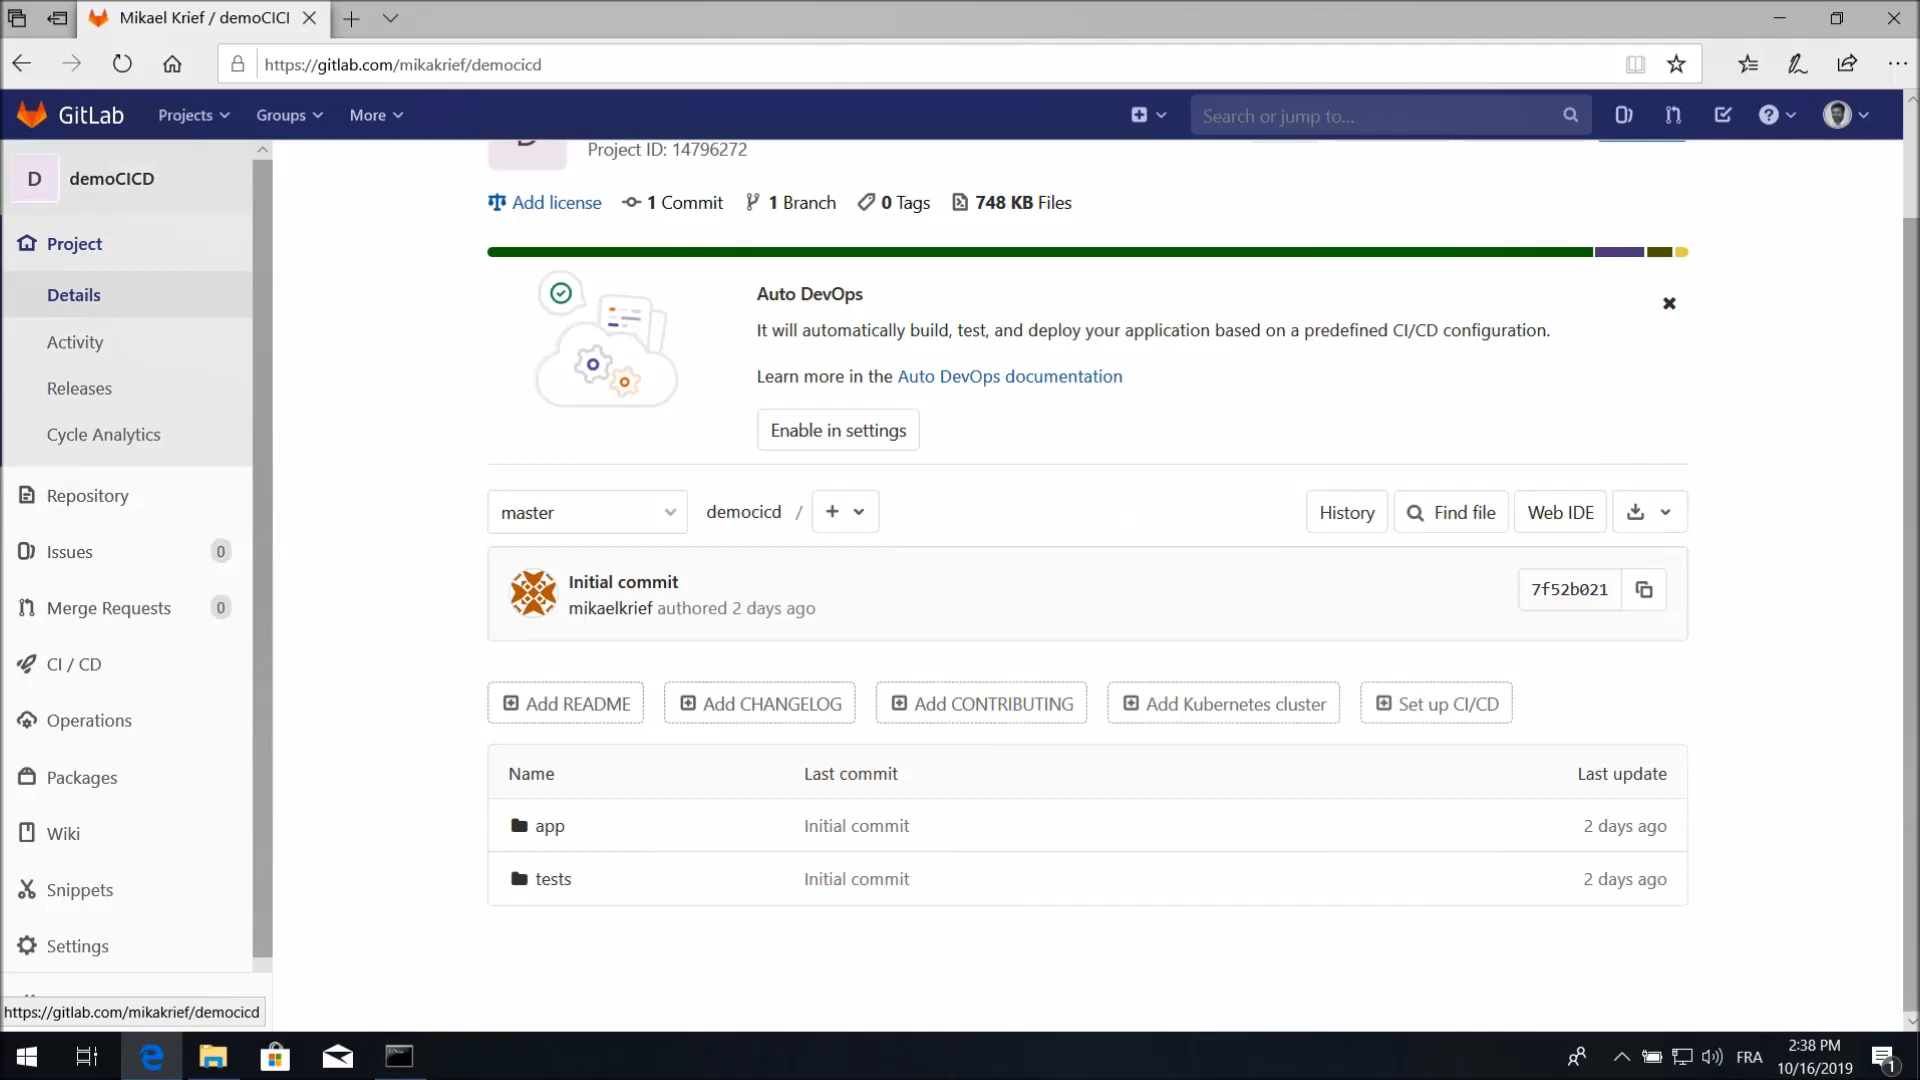 Mikael Krief / demoCICI
https://gitlab.com/mikakrief/democicd
GitLab Projects Groups More Search or jump to...
Project ID: 14796272
D demoCICD
Add license 1 Commit 1 Branch 0 Tags 748 KB Files
Project
Details
Activity
Releases
Cycle Analytics
Repository
Issues 0
Merge Requests 0
CI / CD
Operations
Packages
Wiki
Snippets
Settings
https://gitlab.com/mikakrief/democicd
Auto DevOps
It will automatically build, test, and deploy your application based on a predefined CI/CD configuration.
Learn more in the Auto DevOps documentation
Enable in settings
master democicd / + History Find file Web IDE
Initial commit
mikaelkrief authored 2 days ago
7f52b021
Add README Add CHANGELOG Add CONTRIBUTING Add Kubernetes cluster Set up CI/CD
Name Last commit Last update
app Initial commit 2 days ago
tests Initial commit 2 days ago
FRA
2:38 PM
10/16/2019
1